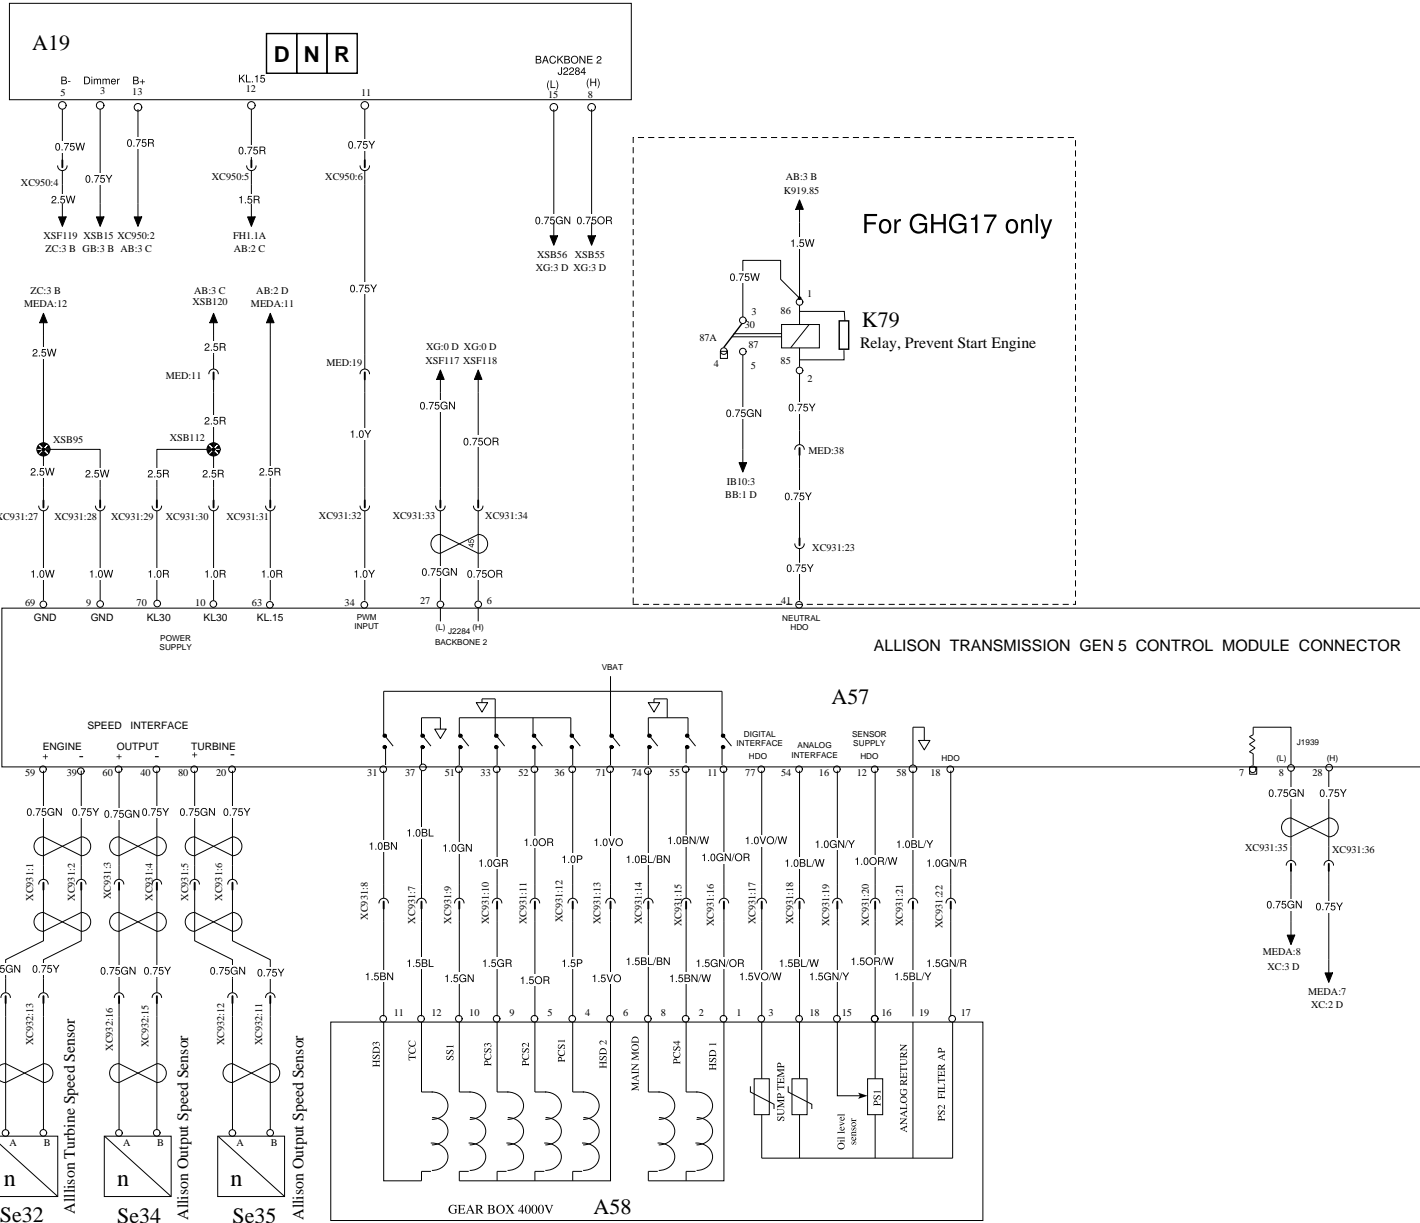 A19
D N R
B- Dimmer B+
5 3 13
KL.15
12
11
BACKBONE 2
J2284
(L) (H)
15 8
0.75W
0.75R
0.75R
0.75Y
XC950:4
0.75Y
XC950:5
XC950:6
2.5W
1.5R
XSF119 XSB15 XC950:2
ZC:3 B GB:3 B AB:3 C
FH1.1A
AB:2 C
0.75GN 0.75OR
XSB56 XSB55
XG:3 D XG:3 D
For GHG17 only
AB:3 B
K919.85
1.5W
0.75W
1
86
3
30
87A
87
4
5
85
2
K79
Relay, Prevent Start Engine
0.75GN
0.75Y
MED:38
IB10:3
BB:1 D
0.75Y
XC931:23
0.75Y
41
NEUTRAL
HDO
ZC:3 B
MEDA:12
AB:3 C
XSB120
AB:2 D
MEDA:11
0.75Y
2.5W
2.5R
MED:11
MED:19
XG:0 D XG:0 D
XSF117 XSF118
0.75GN
2.5R
1.0Y
0.75OR
XSB95
XSB112
2.5W
2.5W
2.5R
2.5R
2.5R
XC931:27 XC931:28 XC931:29 XC931:30 XC931:31 XC931:32 XC931:33 XC931:34
45
1.0W 1.0W 1.0R 1.0R 1.0R 1.0Y 0.75GN 0.75OR
69 9 70 10 63 34 27 6
GND GND KL30 KL30 KL.15
PWM
INPUT
(L) J2284 (H)
BACKBONE 2
POWER
SUPPLY
ALLISON TRANSMISSION GEN 5 CONTROL MODULE CONNECTOR
A57
VBAT
SPEED INTERFACE
ENGINE OUTPUT TURBINE
+ - + - + -
59 39 60 40 80 20
DIGITAL
INTERFACE
HDO
ANALOG
INTERFACE
SENSOR
SUPPLY
HDO
HDO
31 37 51 33 52 36 71 74 55 11 77 54 16 12 58 18
J1939
(L) (H)
7 8 28
0.75GN 0.75Y 0.75GN 0.75Y 0.75GN 0.75Y
XC931:1 XC931:2 XC931:3 XC931:4 XC931:5 XC931:6
1.0BN
1.0BL
1.0GN
1.0GR
1.0OR
1.0P
1.0VO
1.0BL/BN
1.0BN/W
1.0GN/OR
1.0VO/W
1.0BL/W
1.0GN/Y
1.0OR/W
1.0BL/Y
1.0GN/R
XC931:8 XC931:7 XC931:9 XC931:10 XC931:11 XC931:12 XC931:13 XC931:14 XC931:15 XC931:16 XC931:17 XC931:18 XC931:19 XC931:20 XC931:21 XC931:22
0.75GN 0.75Y
XC931:35 XC931:36
0.75GN 0.75Y
MEDA:8
XC:3 D
MEDA:7
XC:2 D
5GN 0.75Y 0.75GN 0.75Y 0.75GN 0.75Y
XC932:13 XC932:16 XC932:15 XC932:12 XC932:11
1.5BN
1.5BL
1.5GN
1.5GR
1.5OR
1.5P
1.5VO
1.5BL/BN
1.5BN/W
1.5GN/OR
1.5VO/W
1.5BL/W
1.5GN/Y
1.5OR/W
1.5BL/Y
1.5GN/R
11 12 10 9 5 4 6 8 2 1 3 18 15 16 19 17
HSD3
TCC
SS1
PCS3
PCS2
PCS1
HSD 2
MAIN MOD
PCS4
HSD 1
SUMP TEMP
Oil level
sensor
PS1
ANALOG RETURN
PS2 FILTER AP
A B A B A B
n n n
Se32
Alllison Turbine Speed Sensor
Se34
Allison Output Speed Sensor
Se35
Allison Output Speed Sensor
GEAR BOX 4000V
A58